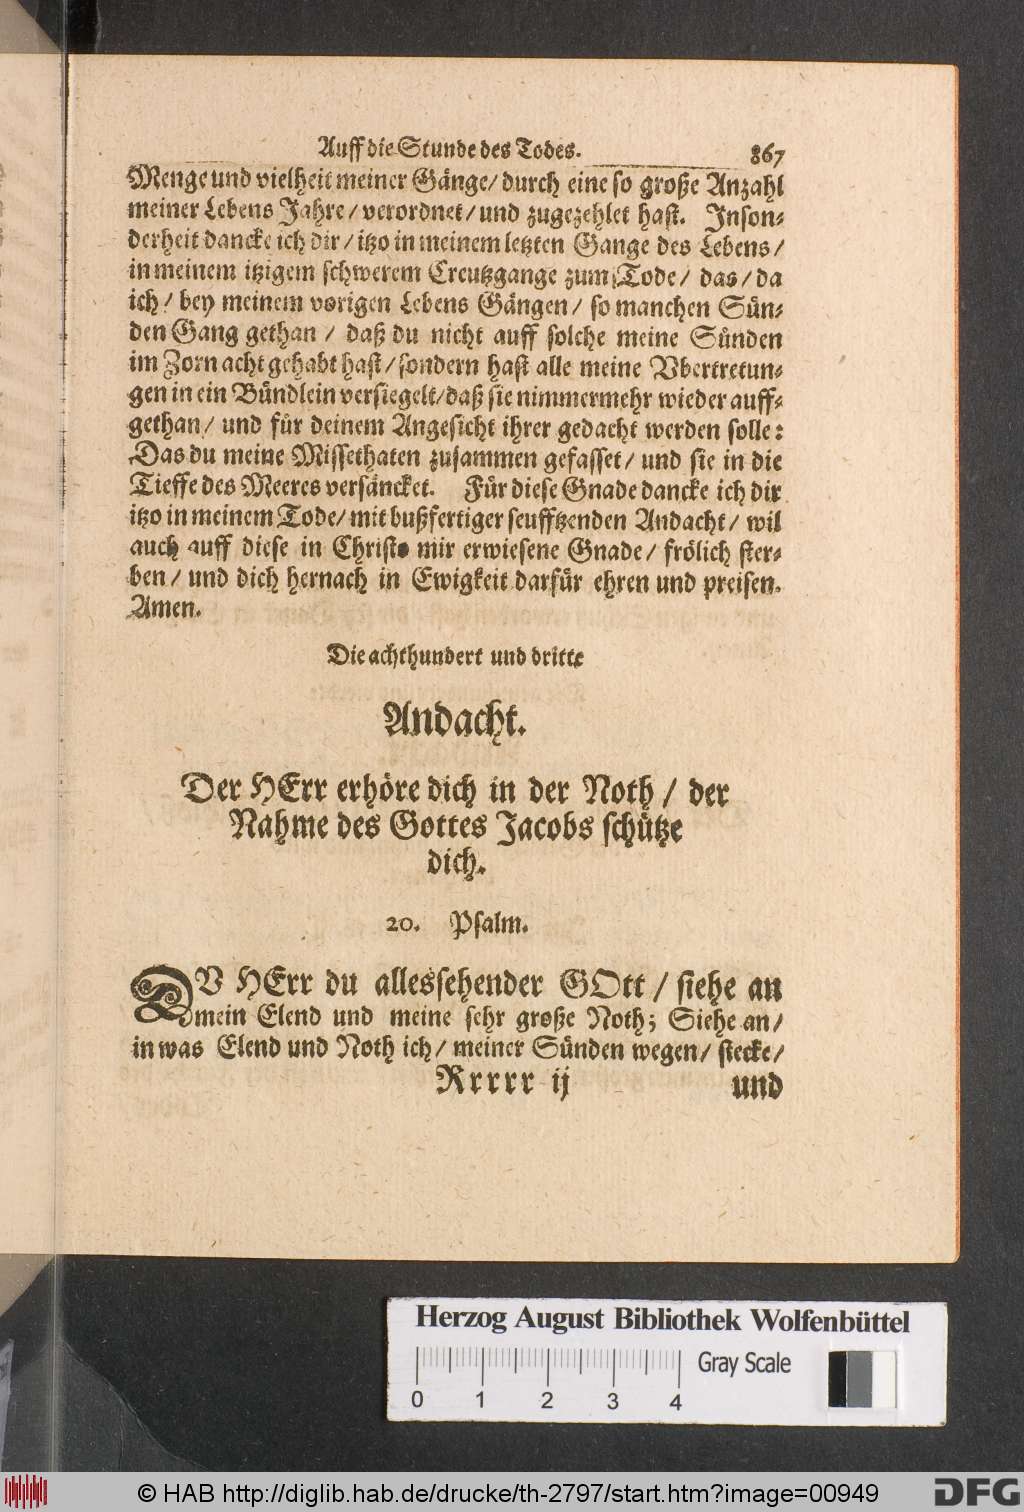 Auff die Stunde des Todes. 867
Menge und vielheit meiner Gänge/ durch eine so große Anzahl
meiner Lebens Jahre/ verordnet/ und zugezehlet hast. Inson-
derheit dancke ich dir/ itzo in meinem letzten Gange des Lebens/
in meinem itzigem schwerem Creutzgange zum Tode/ das/ da
ich/ bey meinem vorigen Lebens Gängen/ so manchen Sün-
den Gang gethan/ daß du nicht auff solche meine Sünden
im Zorn acht gehabt hast/ sondern hast alle meine Vbertretun-
gen in ein Bündlein versiegelt/ daß sie nimmermehr wieder auff-
gethan/ und für deinem Angesicht ihrer gedacht werden solle:
Das du meine Missethaten zusammen gefasset/ und sie in die
Tieffe des Meeres versäncket. Für diese Gnade dancke ich dir
itzo in meinem Tode/ mit bußfertiger seufftzenden Andacht/ wil
auch auff diese in Christo mir erwiesene Gnade/ frölich ster-
ben/ und dich hernach in Ewigkeit darfür ehren und preisen.
Amen.
Die achthundert und dritte
Andacht.
Der HErr erhöre dich in der Noth/ der
Nahme des Gottes Jacobs schütze
dich.
20. Psalm.
DV HErr du allessehender GOtt/ siehe an
mein Elend und meine sehr große Noth; Siehe an/
in was Elend und Noth ich/ meiner Sünden wegen/ stecke/
Rrrrr ij und
Herzog August Bibliothek Wolfenbüttel
Gray Scale
0 1 2 3 4
© HAB http://diglib.hab.de/drucke/th-2797/start.htm?image=00949
DFG